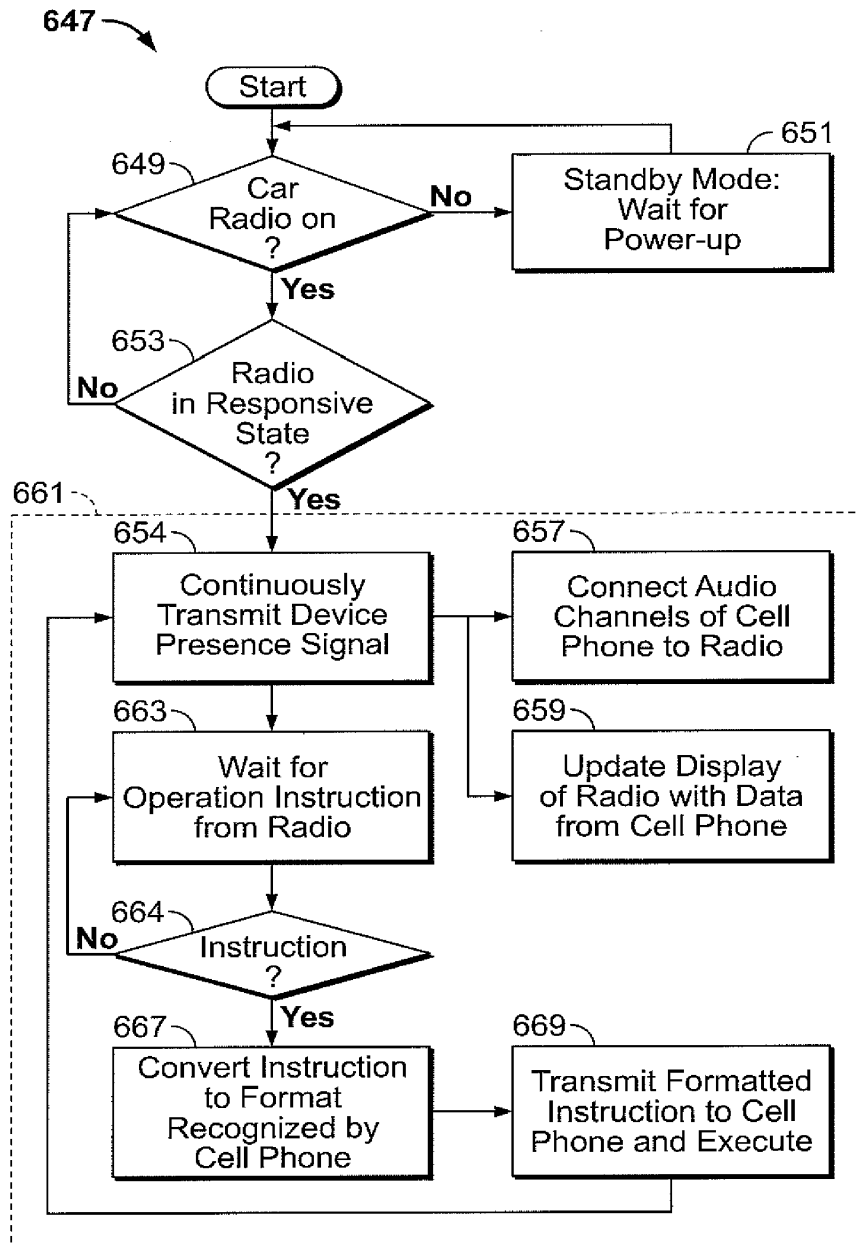 647
Start
649
Car
Radio on
?
No
Yes
651
Standby Mode:
Wait for
Power-up
653
Radio
in Responsive
State
?
No
Yes
661
654
Continuously
Transmit Device
Presence Signal
657
Connect Audio
Channels of Cell
Phone to Radio
663
Wait for
Operation Instruction
from Radio
659
Update Display
of Radio with Data
from Cell Phone
664
Instruction
?
No
Yes
667
Convert Instruction
to Format
Recognized by
Cell Phone
669
Transmit Formatted
Instruction to Cell
Phone and Execute